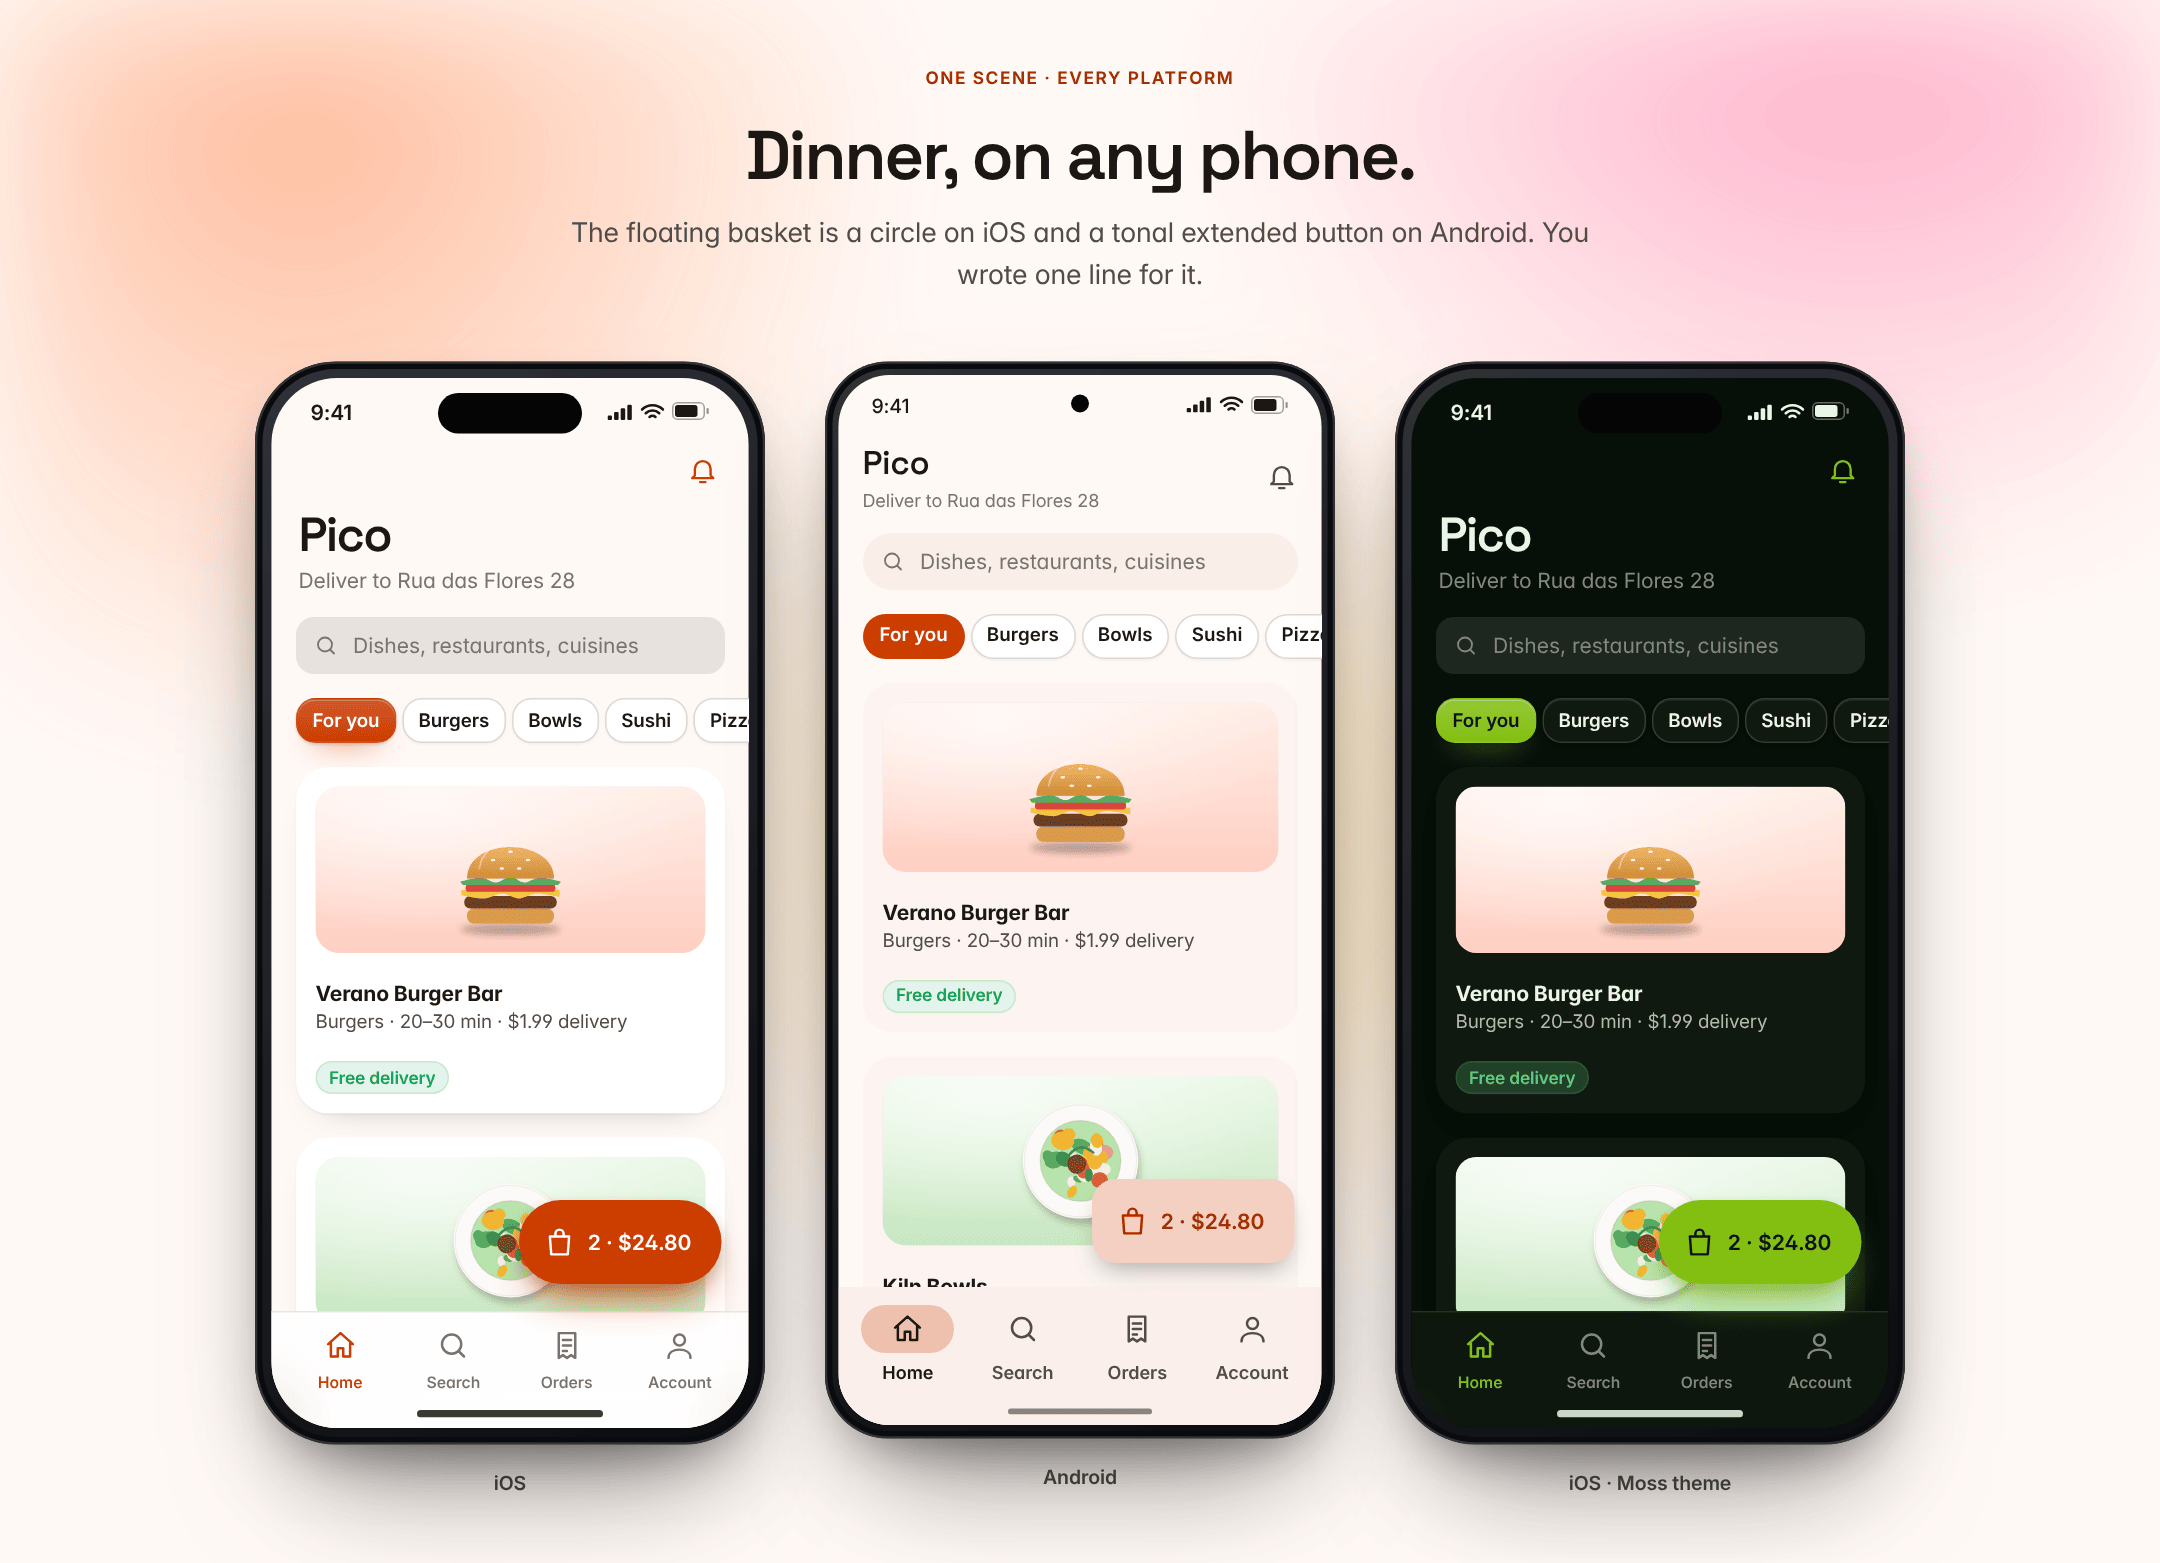 ONE SCENE · EVERY PLATFORM
Dinner, on any phone.
The floating basket is a circle on iOS and a tonal extended button on Android. You
wrote one line for it.
9:41
Pico
Deliver to Rua das Flores 28
Dishes, restaurants, cuisines
For you
Burgers
Bowls
Sushi
Pizz
Verano Burger Bar
Burgers · 20–30 min · $1.99 delivery
Free delivery
2 · $24.80
Home
Search
Orders
Account
iOS
9:41
Pico
Deliver to Rua das Flores 28
Dishes, restaurants, cuisines
For you
Burgers
Bowls
Sushi
Pizz
Verano Burger Bar
Burgers · 20–30 min · $1.99 delivery
Free delivery
2 · $24.80
Kiln Bowls
Home
Search
Orders
Account
Android
9:41
Pico
Deliver to Rua das Flores 28
Dishes, restaurants, cuisines
For you
Burgers
Bowls
Sushi
Pizz
Verano Burger Bar
Burgers · 20–30 min · $1.99 delivery
Free delivery
2 · $24.80
Home
Search
Orders
Account
iOS · Moss theme